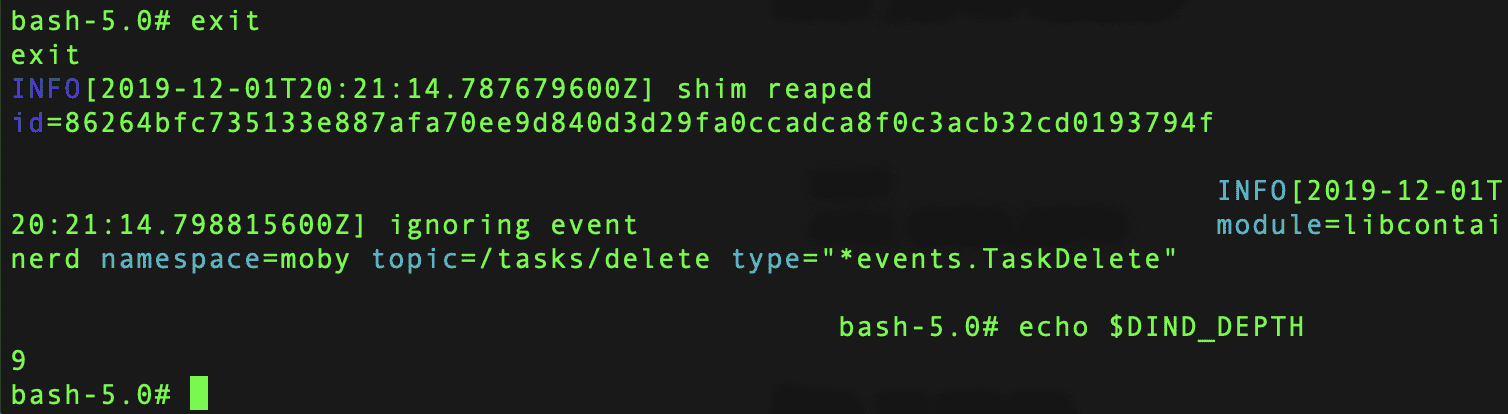 bash-5.0# exit
exit
INFO[2019-12-01T20:21:14.787679600Z] shim reaped
id=86264bfc735133e887afa70ee9d840d3d29fa0ccadca8f0c3acb32cd0193794f
INFO[2019-12-01T
20:21:14.798815600Z] ignoring event module=libcontai
nerd namespace=moby topic=/tasks/delete type="*events.TaskDelete"
bash-5.0# echo $DIND_DEPTH
9
bash-5.0#